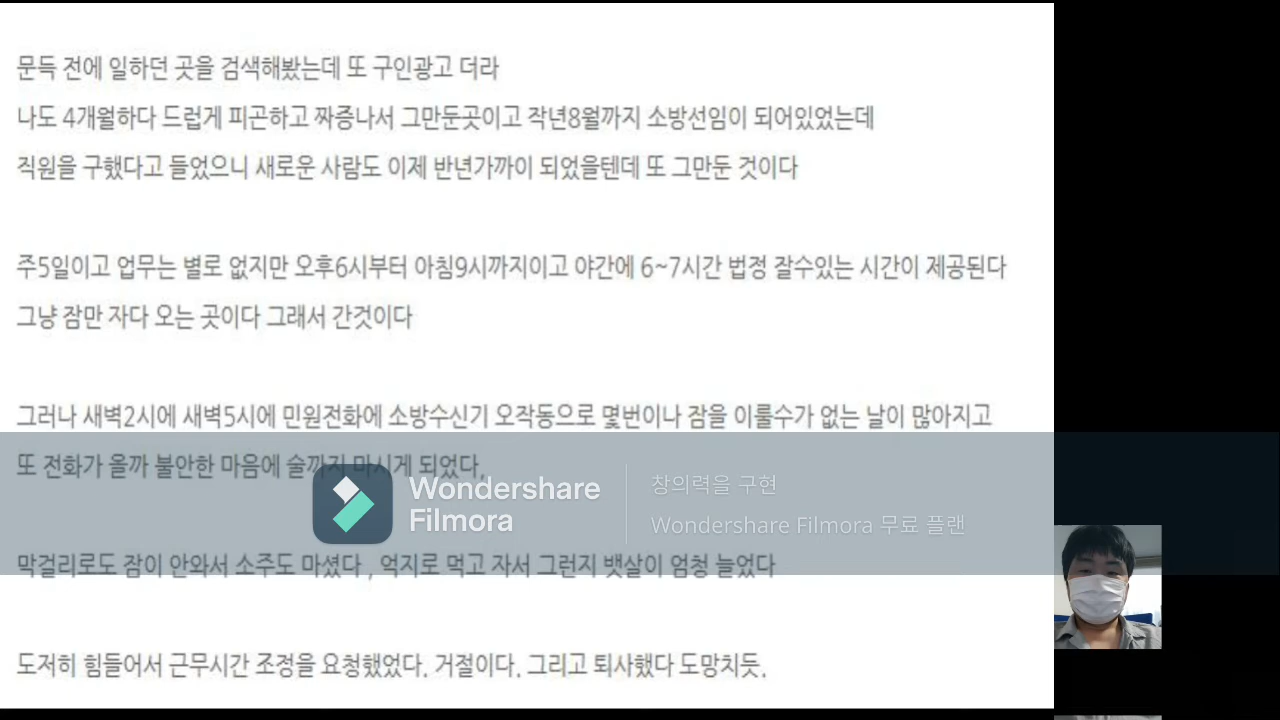 문득 전에 일하던 곳을 검색해봤는데 또 구인광고 더라
나도 4개월하다 드럽게 피곤하고 짜증나서 그만둔곳이고 작년8월까지 소방선임이 되어있었는데
직원을 구했다고 들었으니 새로운 사람도 이제 반년가까이 되었을텐데 또 그만둔 것이다
주5일이고 업무는 별로 없지만 오후6시부터 아침9시까지이고 야간에 6~7시간 법정 잘수있는 시간이 제공된다
그냥 잠만 자다 오는 곳이다 그래서 간것이다
그러나 새벽2시에 새벽5시에 민원전화에 소방수신기 오작동으로 몇번이나 잠을 이룰수가 없는 날이 많아지고
또 전화가 올까 불안한 마음에 술까지 마시게 되었다.
Wondershare
Filmora
창의력을 구현
Wondershare Filmora 무료 플랜
막걸리로도 잠이 안와서 소주도 마셨다 , 억지로 먹고 자서 그런지 뱃살이 엄청 늘었다
도저히 힘들어서 근무시간 조정을 요청했었다. 거절이다. 그리고 퇴사했다 도망치듯.